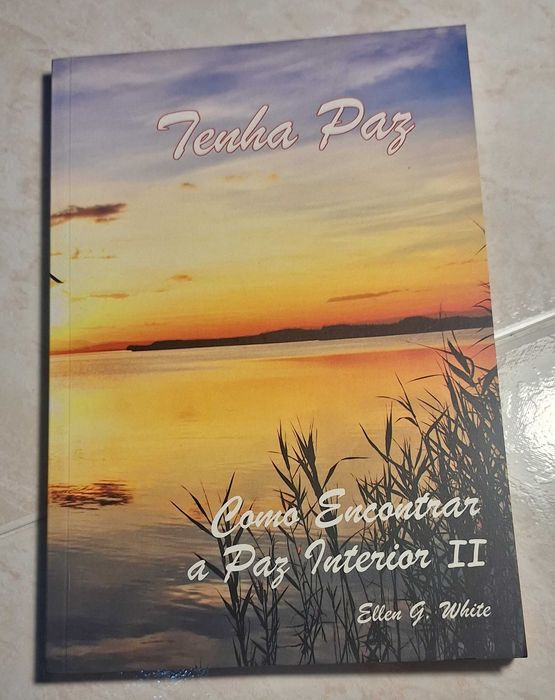 Tenha Paz
Como Encontrar
a Paz Interior II
Ellen G. White